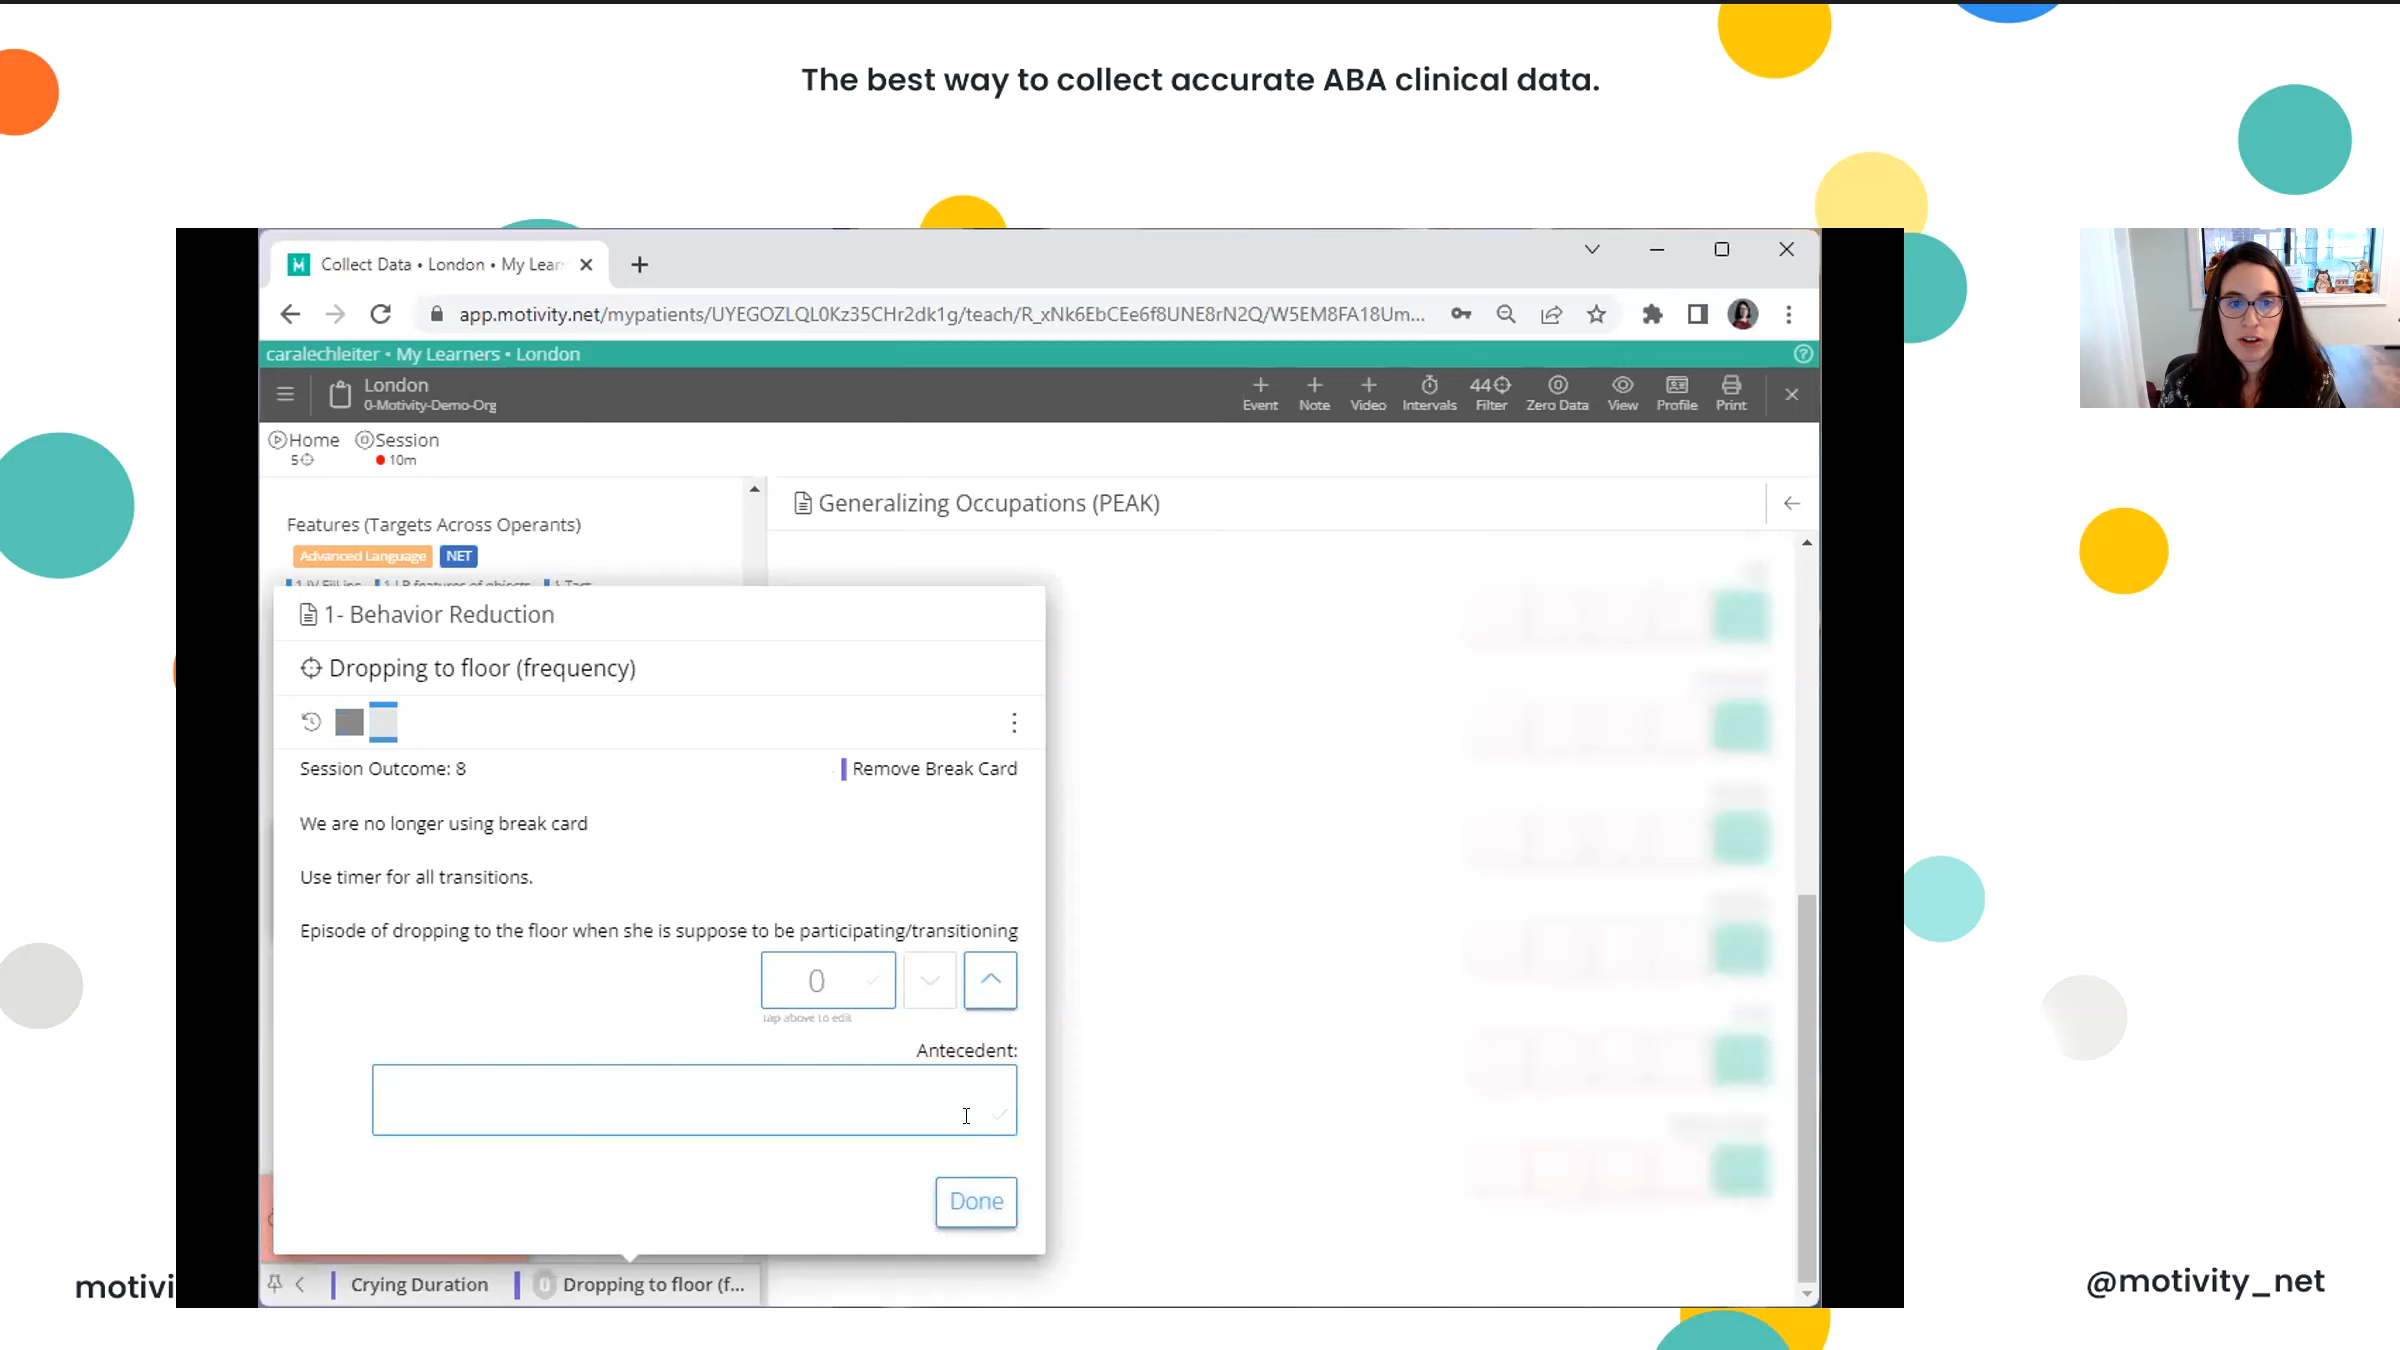 The best way to collect accurate ABA clinical data.
Collect Data • London • My Lear
app.motivity.net/mypatients/UYEGOZLQL0Kz35CHr2dk1g/teach/R_xNk6EbCEe6f8UNE8rN2Q/W5EM8FA18Um...
caralechleiter • My Learners • London
London
0-Motivity-Demo-Org
Event
Note
Video
Intervals
44
Filter
Zero Data
View
Profile
Print
Home
5
Session
10m
Features (Targets Across Operants)
Advanced Language NET
Generalizing Occupations (PEAK)
1- Behavior Reduction
Dropping to floor (frequency)
Session Outcome: 8
Remove Break Card
We are no longer using break card
Use timer for all transitions.
Episode of dropping to the floor when she is suppose to be participating/transitioning
0
tap above to edit
Antecedent:
Done
Crying Duration
0 Dropping to floor (f...
motivi
@motivity_net